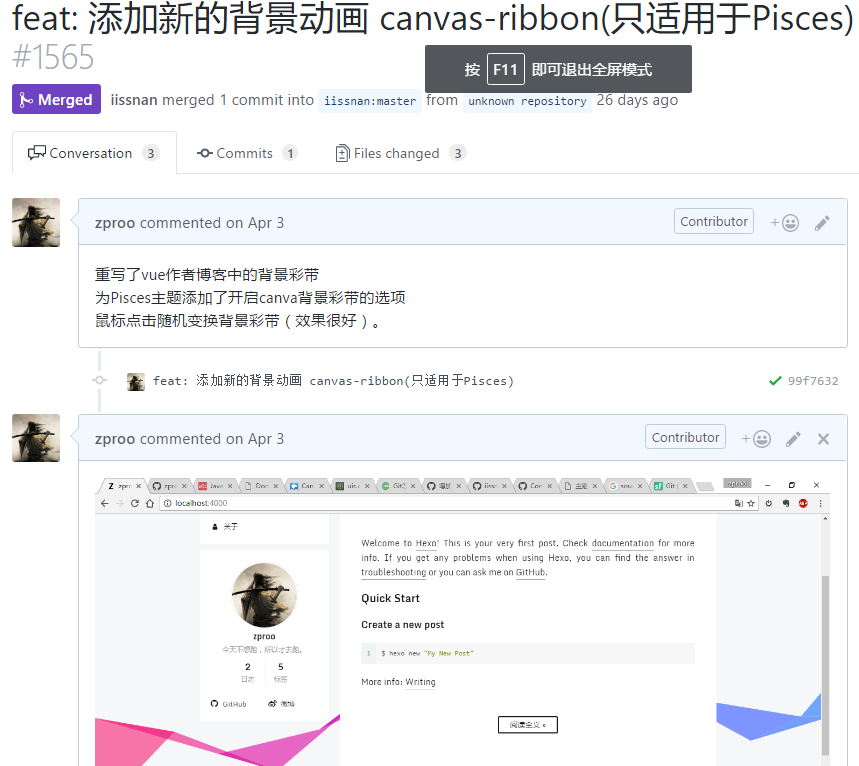 feat: 添加新的背景动画 canvas-ribbon(只适用于Pisces)
#1565
按 F11 即可退出全屏模式
Merged iissnan merged 1 commit into iissnan:master from unknown repository 26 days ago
Conversation 3 Commits 1 Files changed 3
zproo commented on Apr 3 Contributor
重写了vue作者博客中的背景彩带
为Pisces主题添加了开启canva背景彩带的选项
鼠标点击随机变换背景彩带（效果很好）。
feat: 添加新的背景动画 canvas-ribbon(只适用于Pisces) 99f7632
zproo commented on Apr 3 Contributor
localhost:4000
关于
zproo
今天不想跑，所以才去跑。
2 5
日志 标签
GitHub 微博
Welcome to Hexo! This is your very first post. Check documentation for more
info. If you get any problems when using Hexo, you can find the answer in
troubleshooting or you can ask me on GitHub.
Quick Start
Create a new post
1 $ hexo new "My New Post"
More info: Writing
阅读全文 »